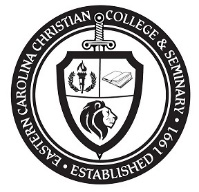 EASTERN CAROLINA CHRISTIAN COLLEGE & SEMINARY
• ESTABLISHED 1991 •